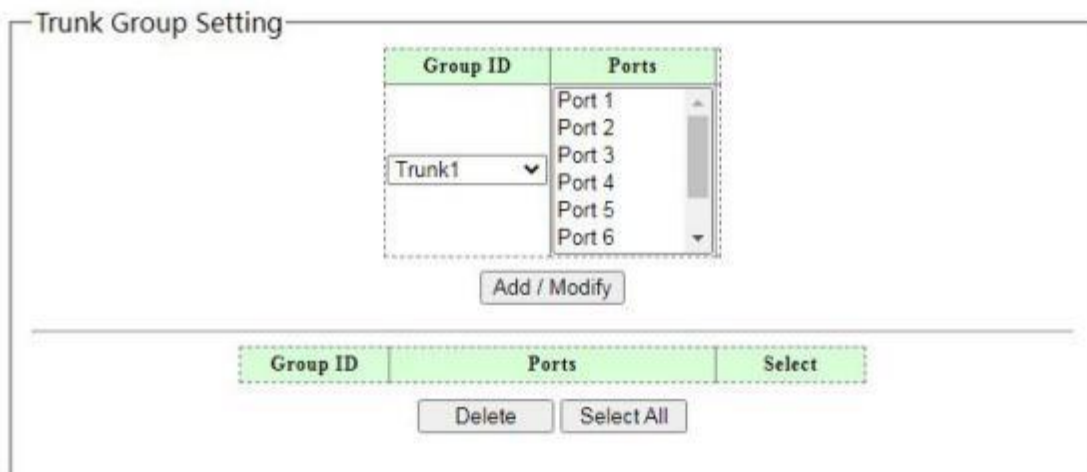 Trunk Group Setting
Group ID Ports
Port 1
Port 2
Port 3
Trunk1
Port 4
Port 5
Port 6
Add / Modify
Group ID Ports Select
Delete Select All